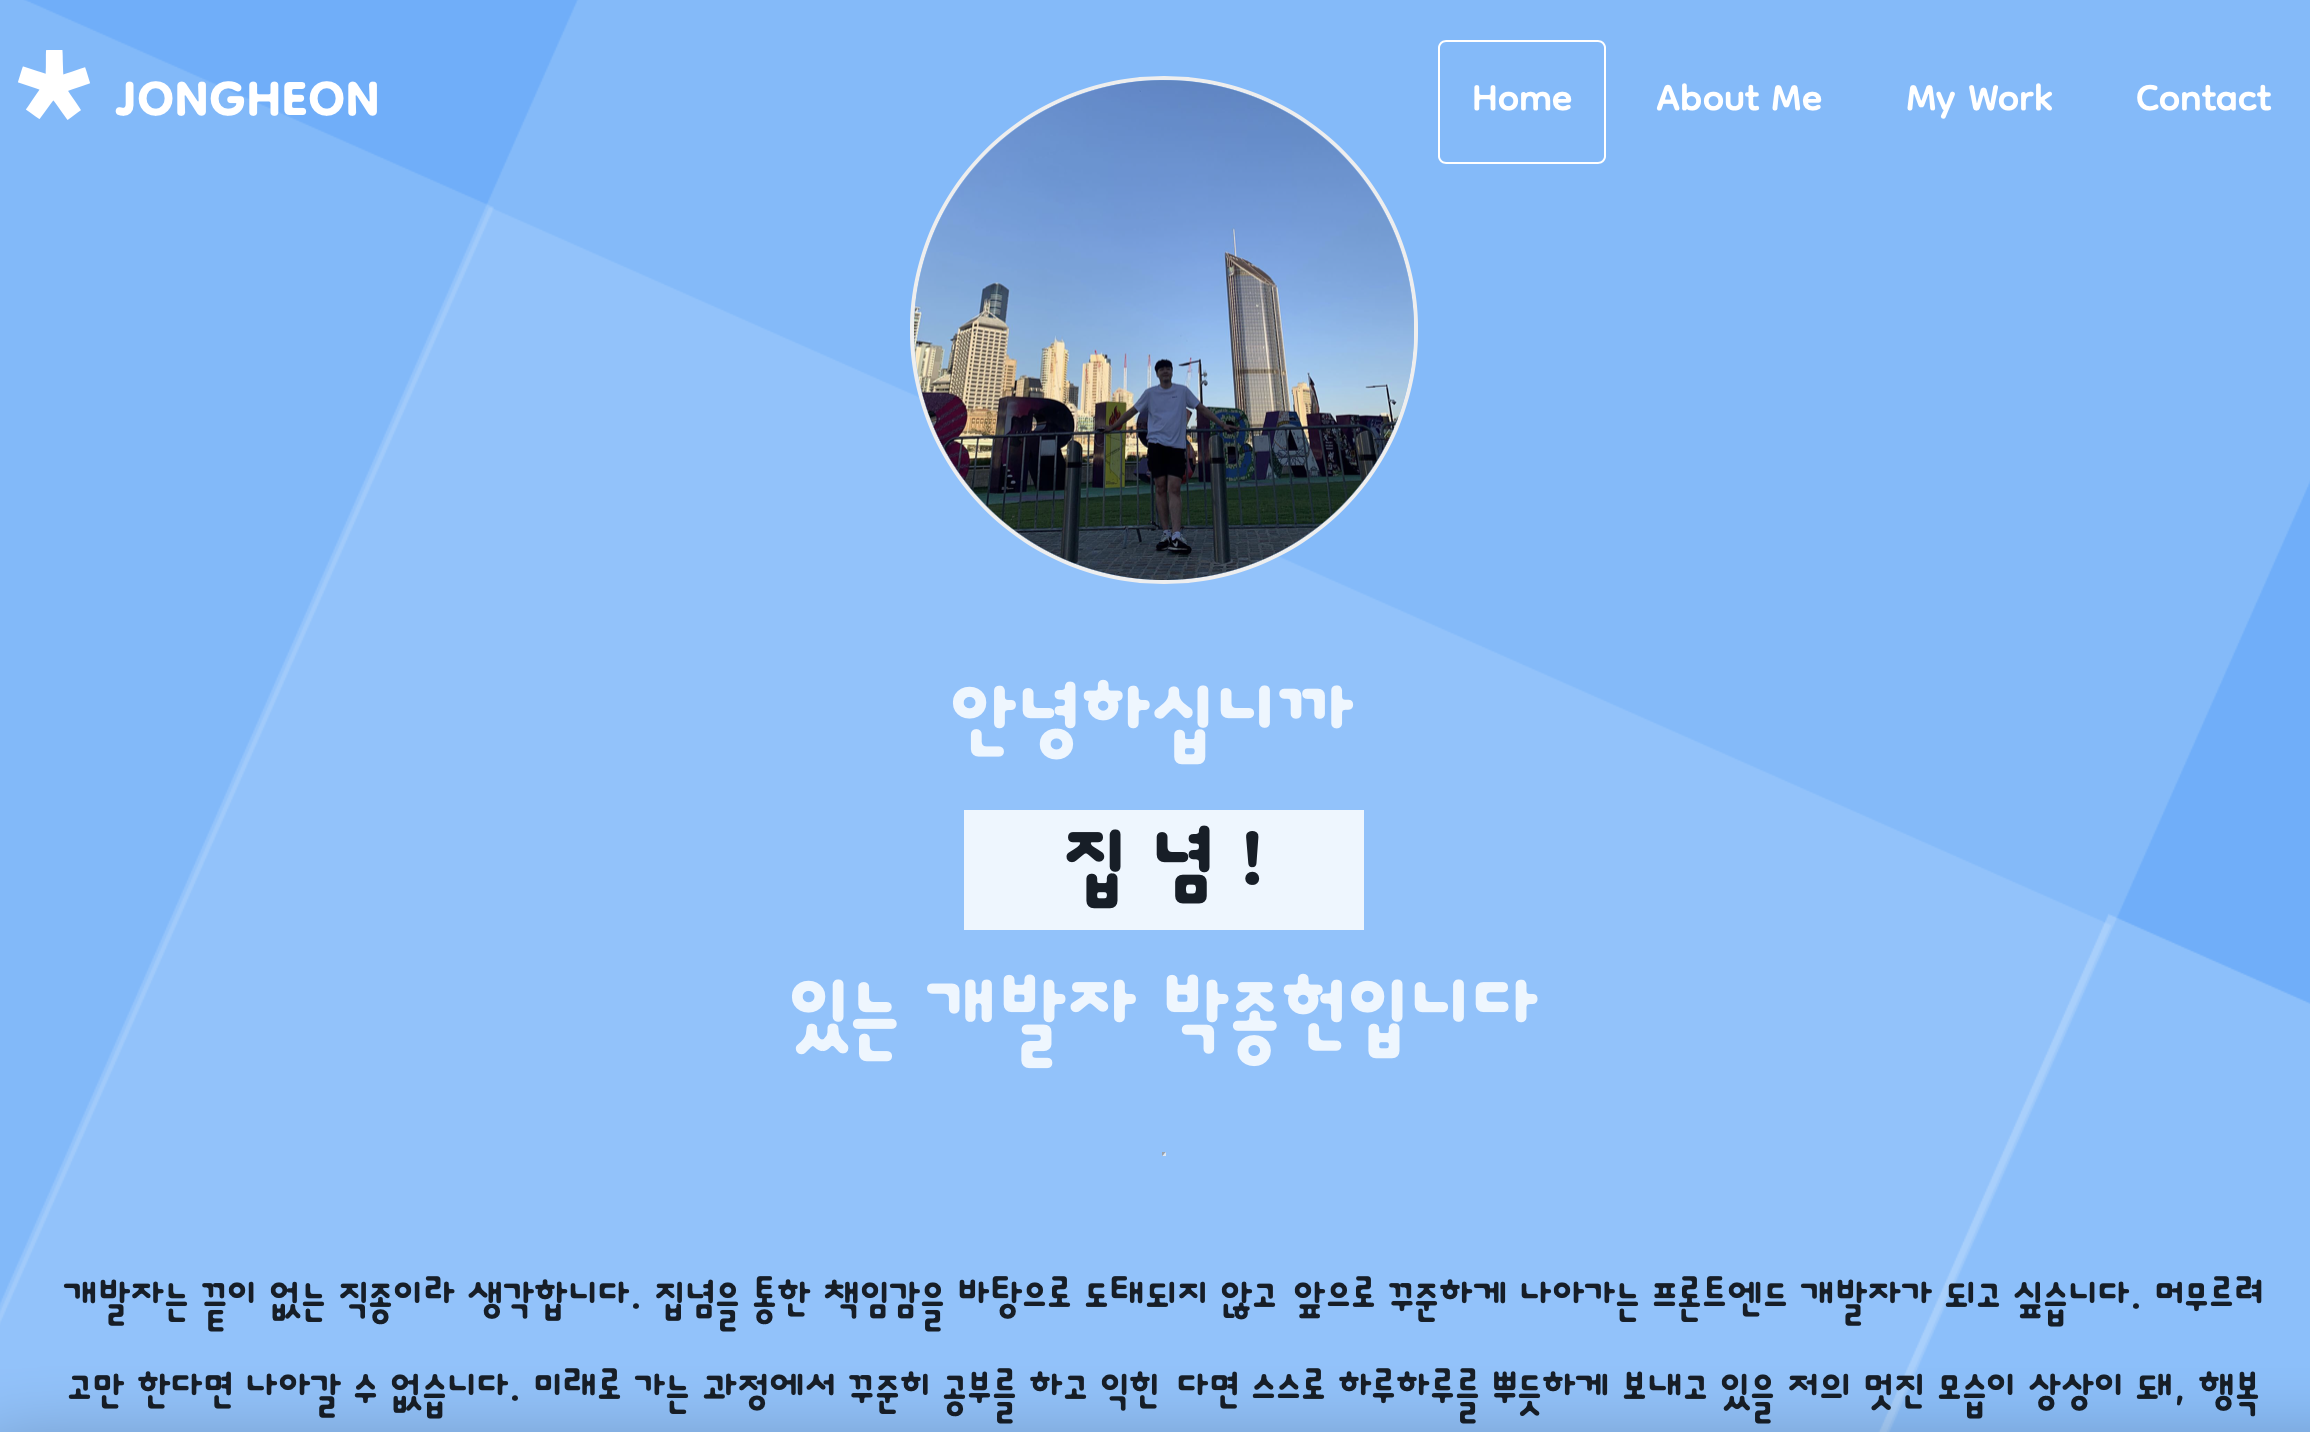 JONGHEON
Home
About Me
My Work
Contact
BRISBAN
안녕하십니까
집 념 !
있는 개발자 박종헌입니다
개발자는 끝이 없는 직종이라 생각합니다. 집념을 통한 책임감을 바탕으로 도태되지 않고 앞으로 꾸준하게 나아가는 프론트엔드 개발자가 되고 싶습니다. 머무르려
고만 한다면 나아갈 수 없습니다. 미래로 가는 과정에서 꾸준히 공부를 하고 익힌 다면 스스로 하루하루를 뿌듯하게 보내고 있을 저의 멋진 모습이 상상이 돼, 행복